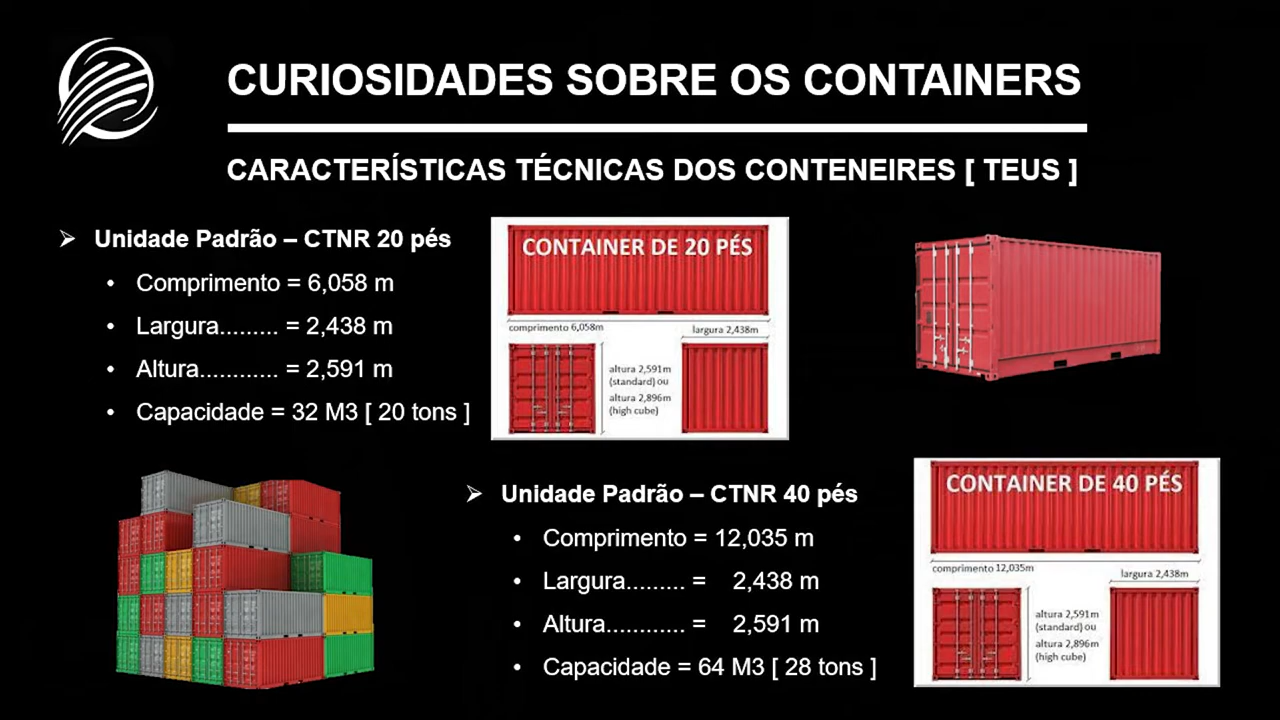 CURIOSIDADES SOBRE OS CONTAINERS
CARACTERÍSTICAS TÉCNICAS DOS CONTENEIRES [ TEUS ]
➢ Unidade Padrão – CTNR 20 pés
• Comprimento = 6,058 m
• Largura......... = 2,438 m
• Altura............ = 2,591 m
• Capacidade = 32 M3 [ 20 tons ]
CONTAINER DE 20 PÉS
comprimento 6,058m
largura 2,438m
altura 2,591m
(standard) ou
altura 2,896m
(high cube)
➢ Unidade Padrão – CTNR 40 pés
• Comprimento = 12,035 m
• Largura......... = 2,438 m
• Altura............ = 2,591 m
• Capacidade = 64 M3 [ 28 tons ]
CONTAINER DE 40 PÉS
comprimento 12,035m
largura 2,438m
altura 2,591m
(standard) ou
altura 2,896m
(high cube)